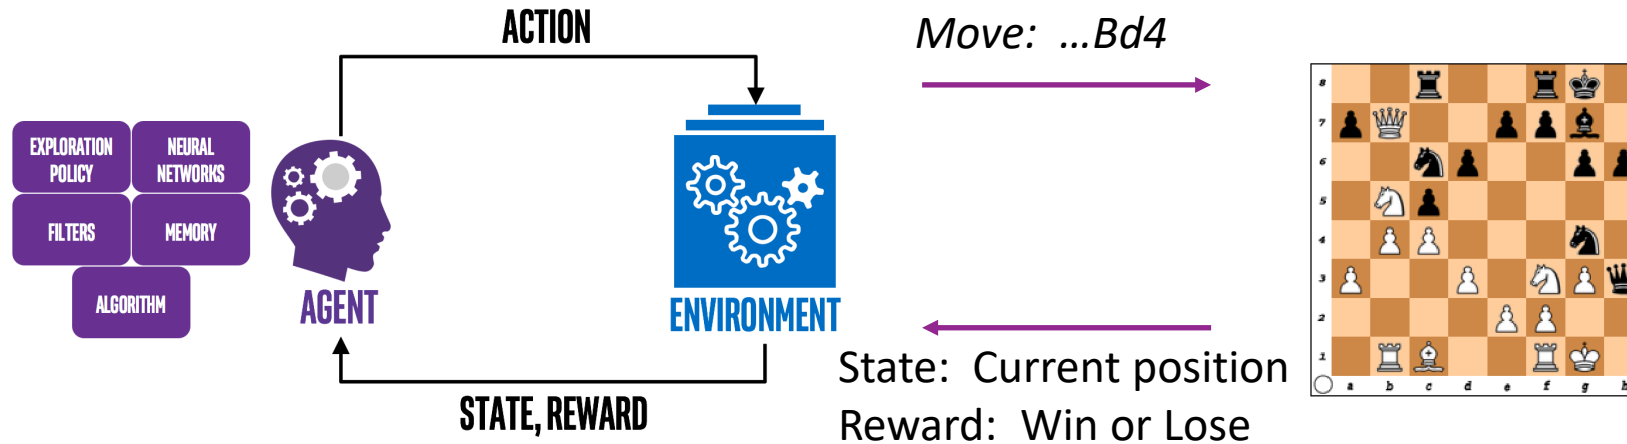 ACTION
Move: ...Bd4
EXPLORATION
POLICY
NEURAL
NETWORKS
FILTERS
MEMORY
ALGORITHM
AGENT
ENVIRONMENT
STATE, REWARD
State: Current position
Reward: Win or Lose
8
7
6
5
4
3
2
1
a b c d e f g h